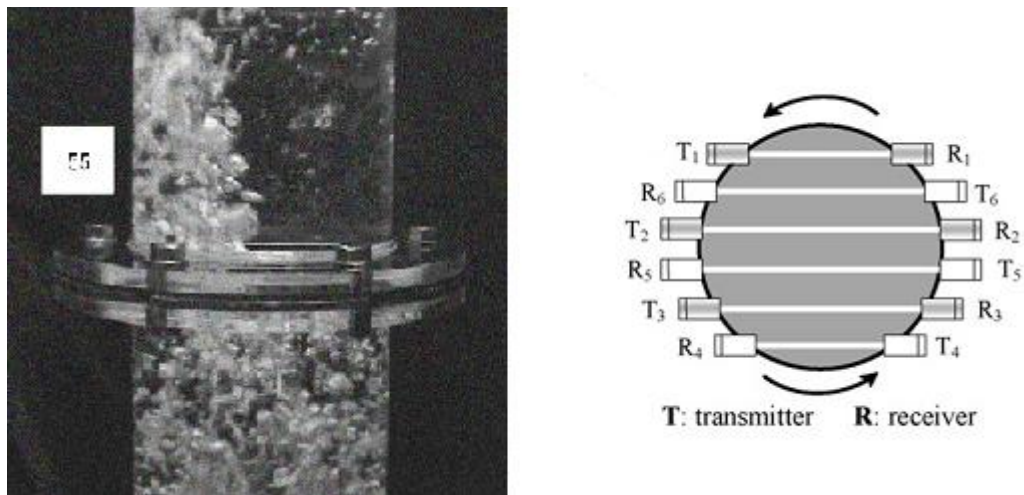 55
T1 R1
R6 T6
T2 R2
R5 T5
T3 R3
R4 T4
T: transmitter R: receiver